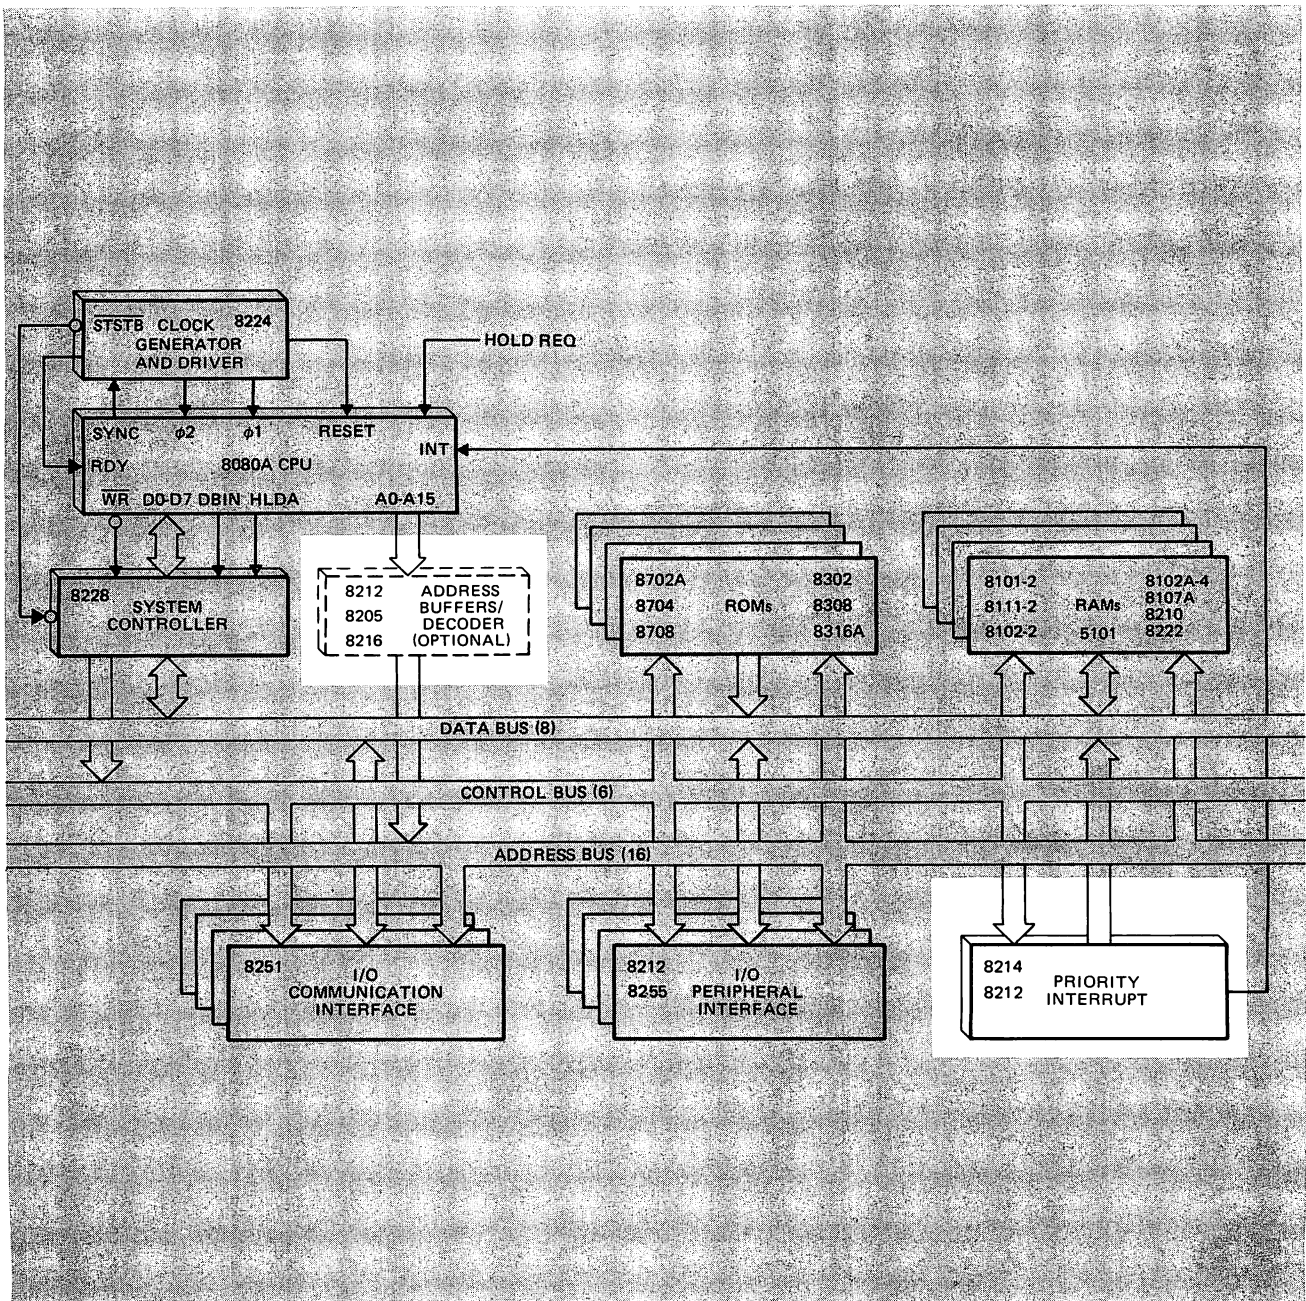 STSTB CLOCK 8224
GENERATOR
AND DRIVER
HOLD REQ
SYNC φ2 φ1 RESET
INT
RDY 8080A CPU
WR D0-D7 DBIN HLDA A0-A15
8228
SYSTEM
CONTROLLER
8212 ADDRESS
BUFFERS/
8205 DECODER
8216 (OPTIONAL)
8702A 8302
8704 ROMs 8308
8708 8316A
8101-2 8102A-4
8107A
8111-2 RAMs 8210
8102-2 5101 8222
DATA BUS (8)
CONTROL BUS (6)
ADDRESS BUS (16)
8251 I/O
COMMUNICATION
INTERFACE
8212 I/O
8255 PERIPHERAL
INTERFACE
8214 PRIORITY
8212 INTERRUPT